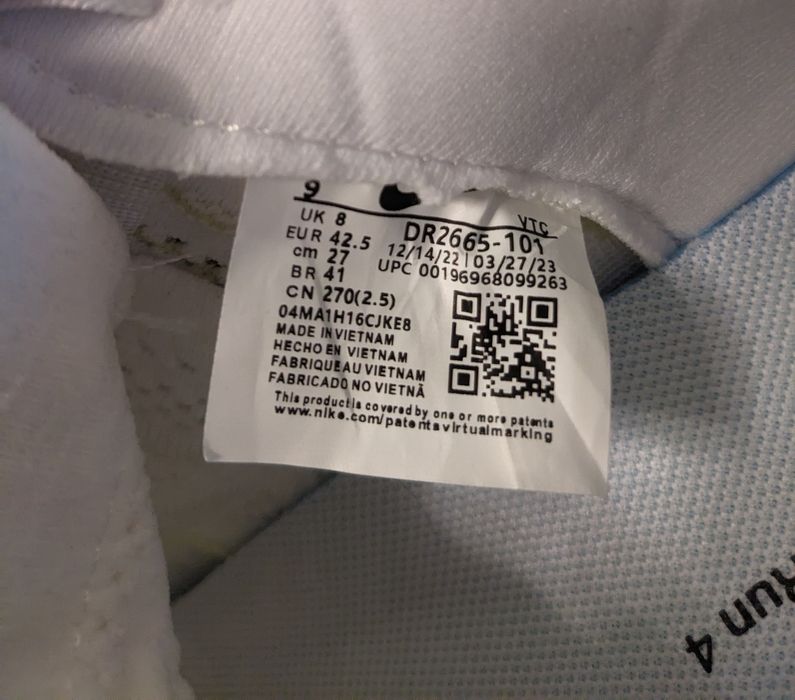 9
VTC
UK 8
DR2665-101
EUR 42.5
12/14/22 | 03/27/23
cm 27
UPC 00196968099263
BR 41
CN 270(2.5)
04MA1H16CJKE8
MADE IN VIETNAM
HECHO EN VIETNAM
FABRIQUE AU VIETNAM
FABRICADO NO VIETNÃ
This product is covered by one or more patents
www.nike.com/patentsvirtualmarking
Run 4